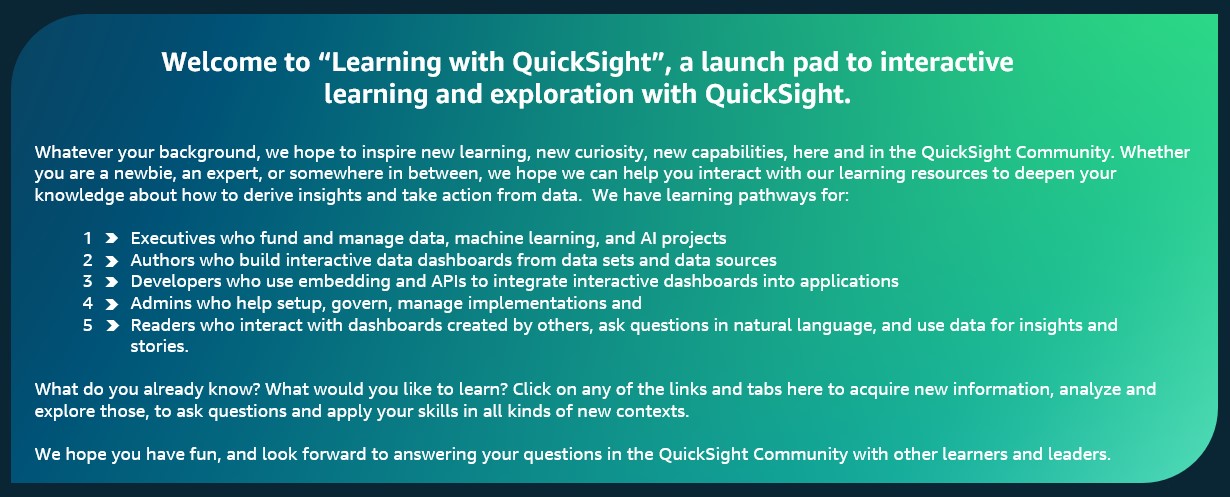 Welcome to “Learning with QuickSight”, a launch pad to interactive
learning and exploration with QuickSight.
Whatever your background, we hope to inspire new learning, new curiosity, new capabilities, here and in the QuickSight Community. Whether
you are a newbie, an expert, or somewhere in between, we hope we can help you interact with our learning resources to deepen your
knowledge about how to derive insights and take action from data.  We have learning pathways for:
1 Executives who fund and manage data, machine learning, and AI projects
2 Authors who build interactive data dashboards from data sets and data sources
3 Developers who use embedding and APIs to integrate interactive dashboards into applications
4 Admins who help setup, govern, manage implementations and
5 Readers who interact with dashboards created by others, ask questions in natural language, and use data for insights and
stories.
What do you already know? What would you like to learn? Click on any of the links and tabs here to acquire new information, analyze and
explore those, to ask questions and apply your skills in all kinds of new contexts.
We hope you have fun, and look forward to answering your questions in the QuickSight Community with other learners and leaders.